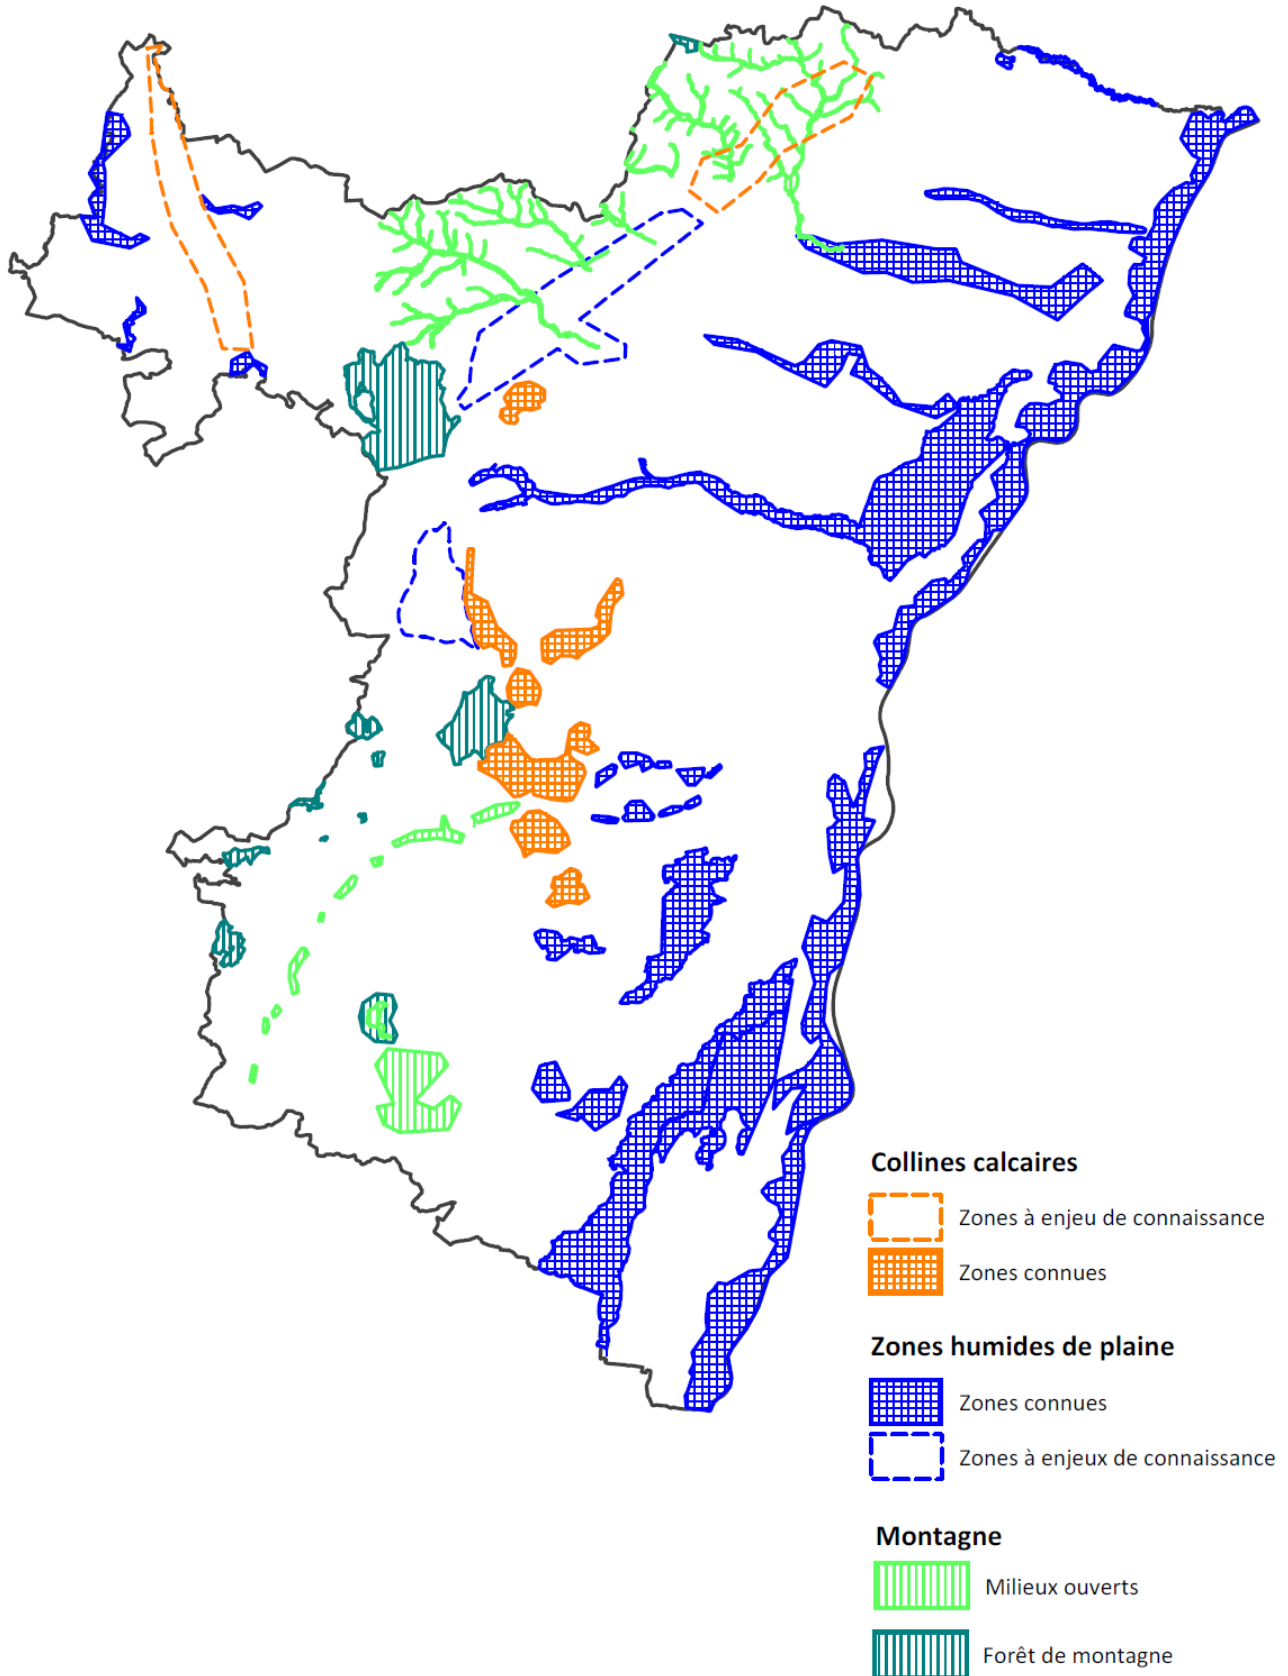 Collines calcaires
Zones à enjeu de connaissance
Zones connues
Zones humides de plaine
Zones connues
Zones à enjeux de connaissance
Montagne
Milieux ouverts
Forêt de montagne